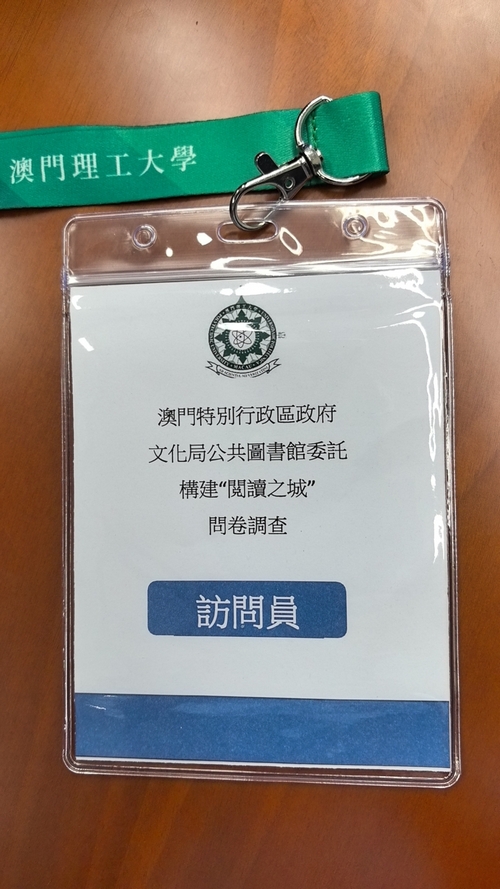 澳門理工大學
澳門特別行政區政府
文化局公共圖書館委託
構建“閱讀之城”
問卷調查
訪問員